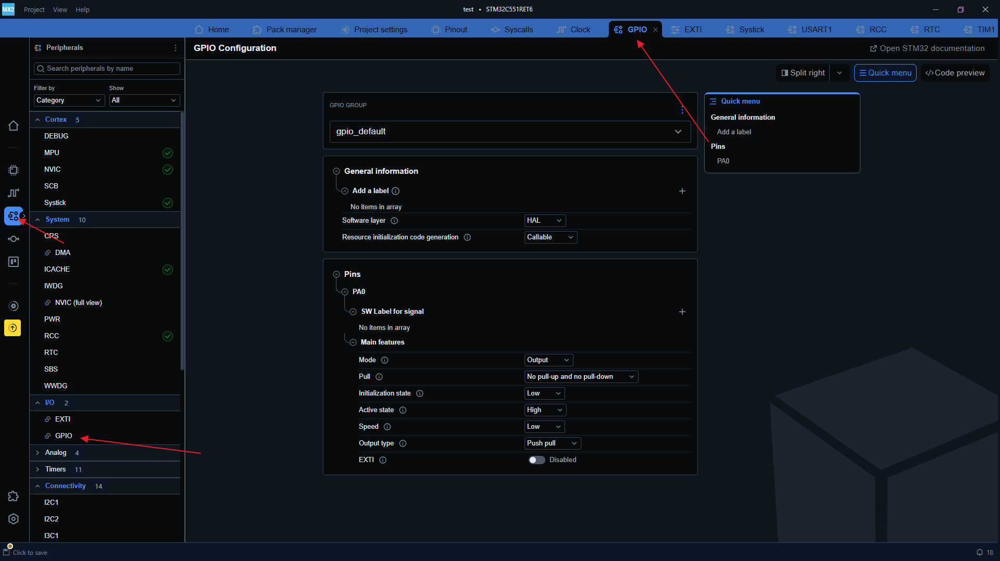 MX2 Project View Help test • STM32C551RET6
Home Pack manager Project settings Pinout Syscalls Clock GPIO EXTI Systick USART1 RCC RTC TIM1
Peripherals
GPIO Configuration
Open STM32 documentation
Search peripherals by name
Split right Quick menu </>Code preview
Filter by Show
Category All
Cortex 5
DEBUG
MPU
NVIC
SCB
Systick
System 10
CRS
DMA
ICACHE
IWDG
NVIC (full view)
PWR
RCC
RTC
SBS
WWDG
I/O 2
EXTI
GPIO
Analog 4
Timers 11
Connectivity 14
I2C1
I2C2
I3C1
GPIO GROUP
gpio_default
General information
Add a label
No items in array
Software layer HAL
Resource initialization code generation Callable
Pins
PA0
SW Label for signal
No items in array
Main features
Mode Output
Pull No pull-up and no pull-down
Initialization state Low
Active state High
Speed Low
Output type Push pull
EXTI Disabled
Quick menu
General information
Add a label
Pins
PA0
Click to save
18